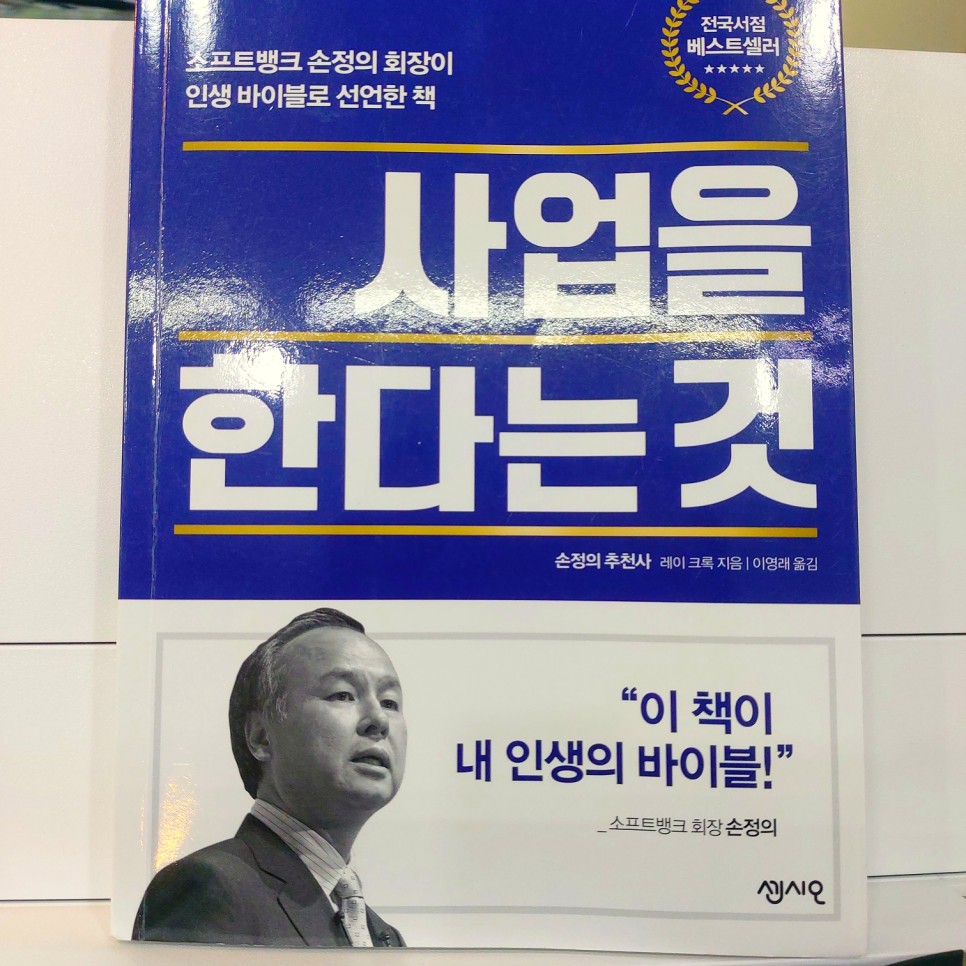 소프트뱅크 손정의 회장이
인생 바이블로 선언한 책
전국서점
베스트셀러
사업을
한다는 것
손정의 추천사 레이 크록 지음 | 이영래 옮김
“이 책이
내 인생의 바이블!”
_소프트뱅크 회장 손정의
센시오